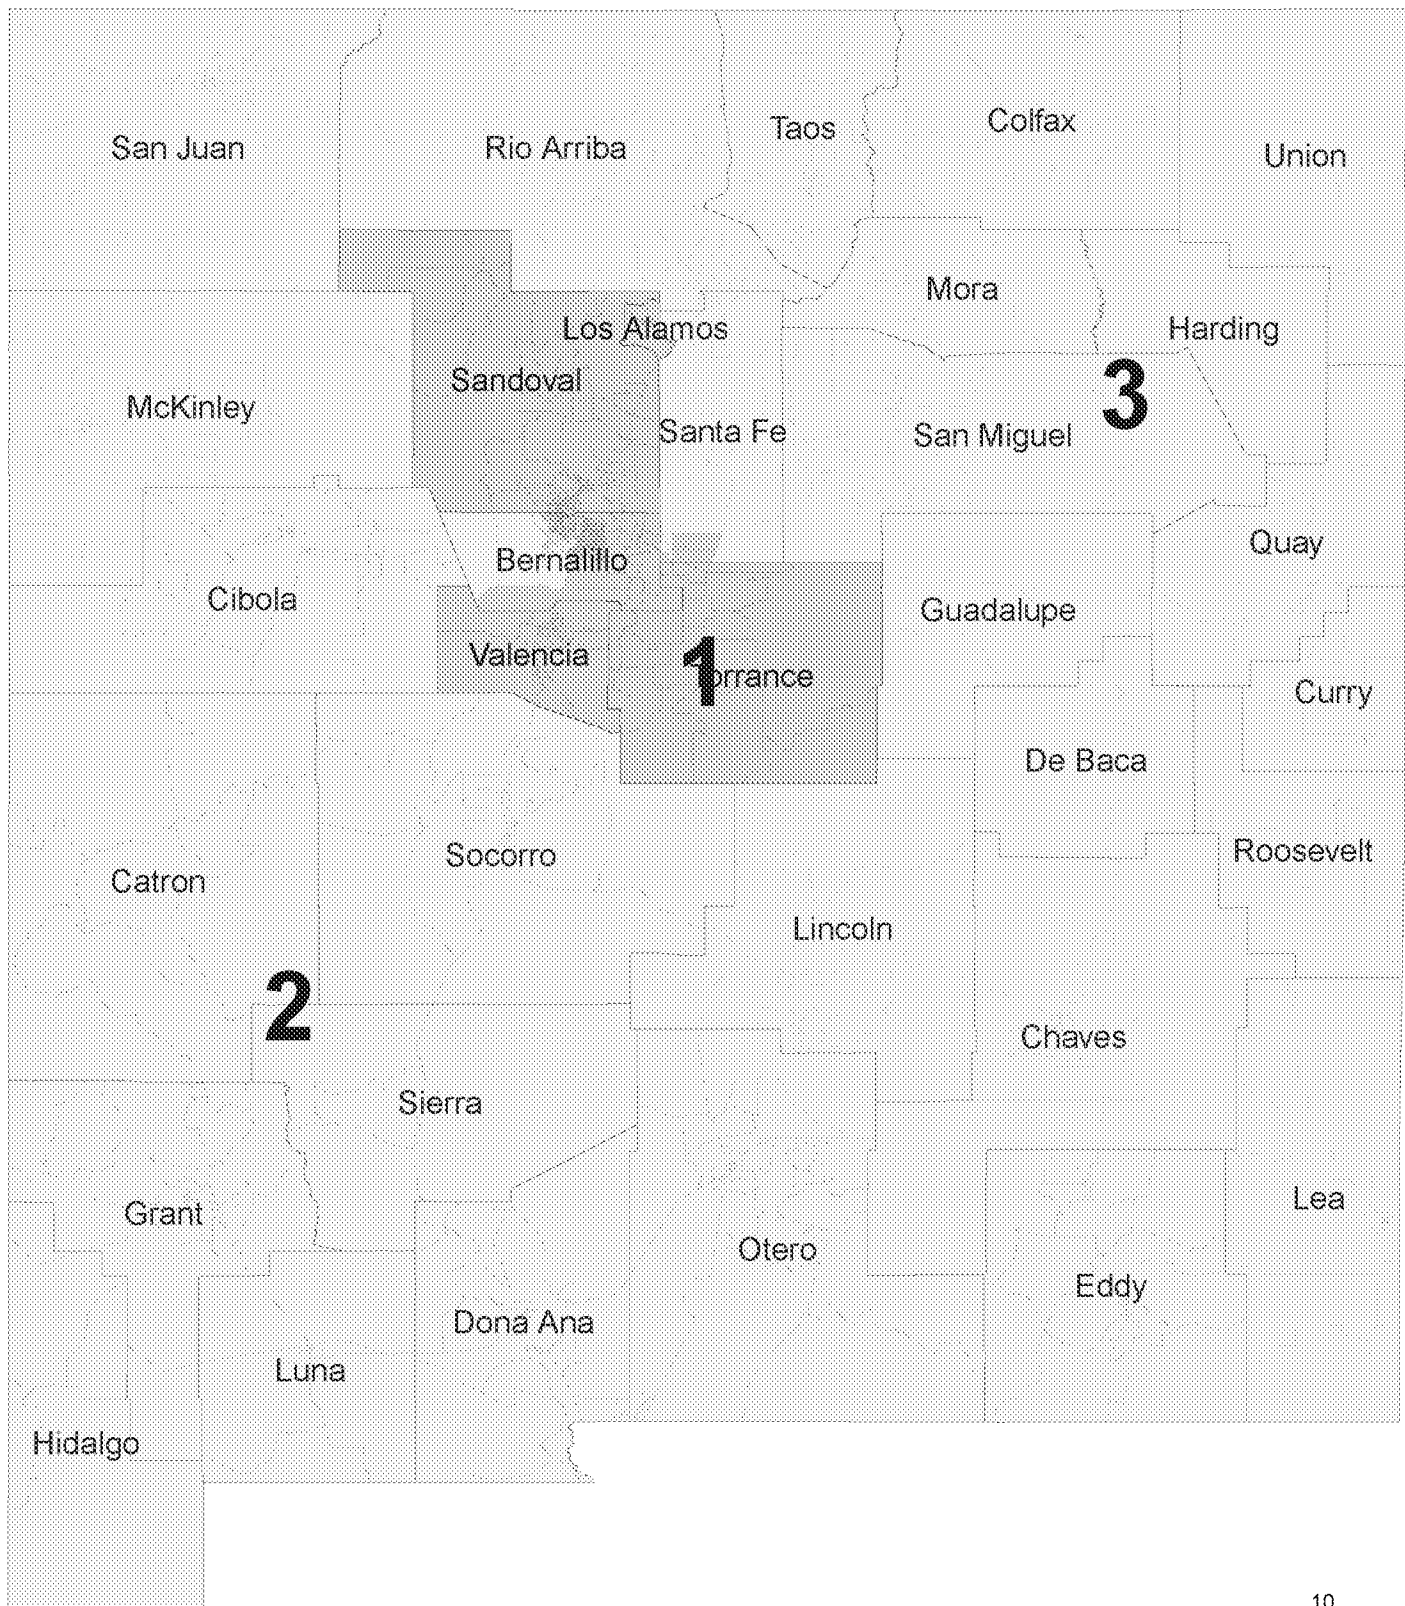 Taos
Colfax
San Juan
Rio Arriba
Union
Mora
Los Alamos
Harding
Sandoval
3
McKinley
Santa Fe
San Miguel
Quay
Bernalillo
Cibola
Guadalupe
Valencia
1
Torrance
Curry
De Baca
Socorro
Roosevelt
Catron
Lincoln
2
Chaves
Sierra
Lea
Grant
Otero
Eddy
Dona Ana
Luna
Hidalgo
10